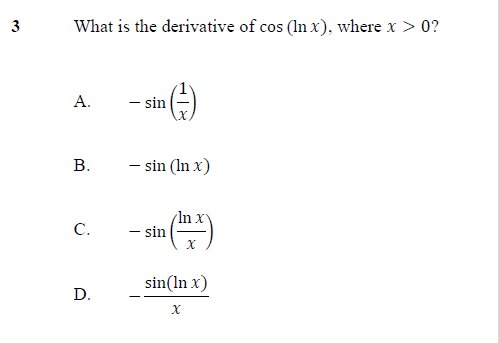 3 What is the derivative of cos (ln x), where x > 0?
A. − sin(1/x)
B. − sin (ln x)
C. − sin(ln x/x)
D. − sin(ln x)/x